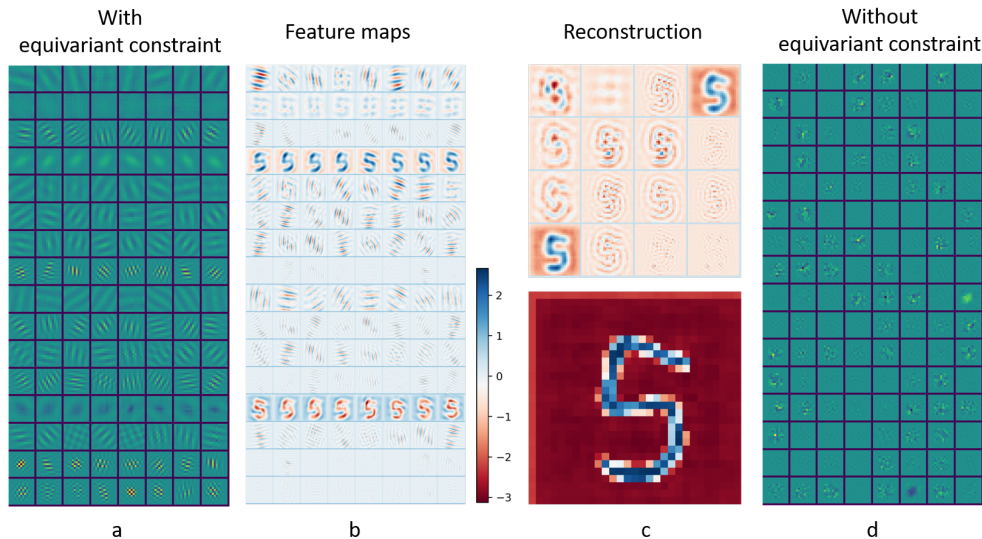 With
equivariant constraint
Feature maps
Reconstruction
Without
equivariant constraint
2
1
0
−1
−2
−3
a
b
c
d